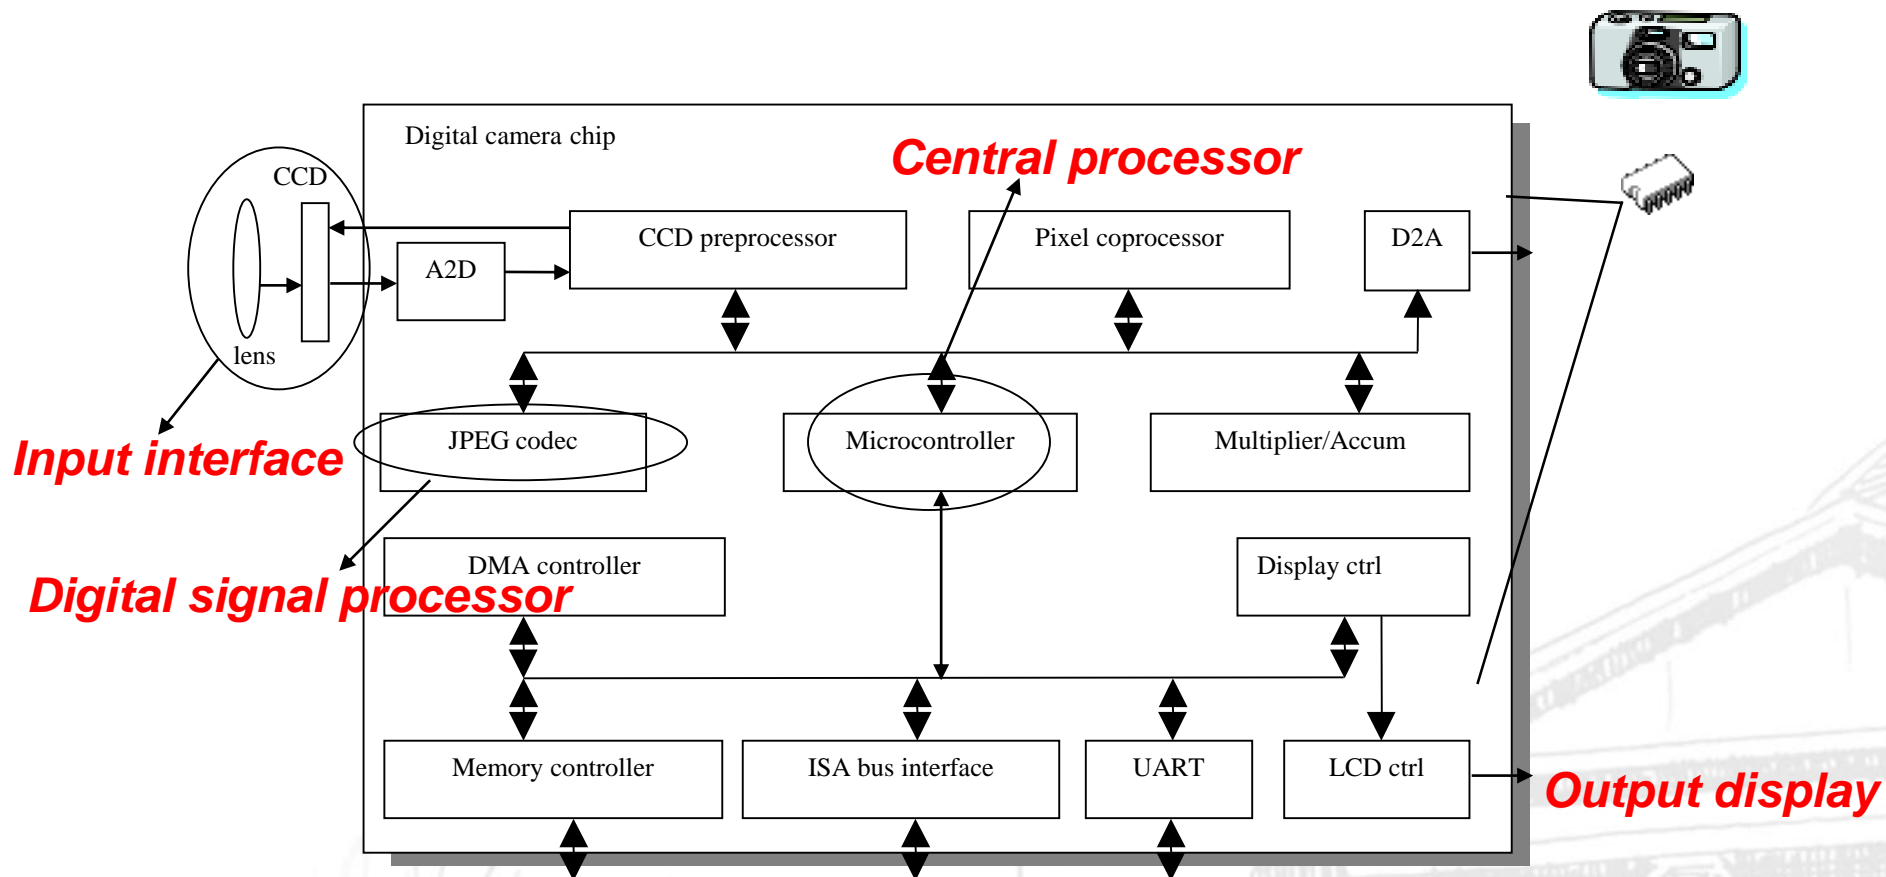 Digital camera chip
Central processor
CCD
CCD preprocessor
Pixel coprocessor
D2A
A2D
lens
JPEG codec
Microcontroller
Multiplier/Accum
Input interface
DMA controller
Display ctrl
Digital signal processor
Memory controller
ISA bus interface
UART
LCD ctrl
Output display